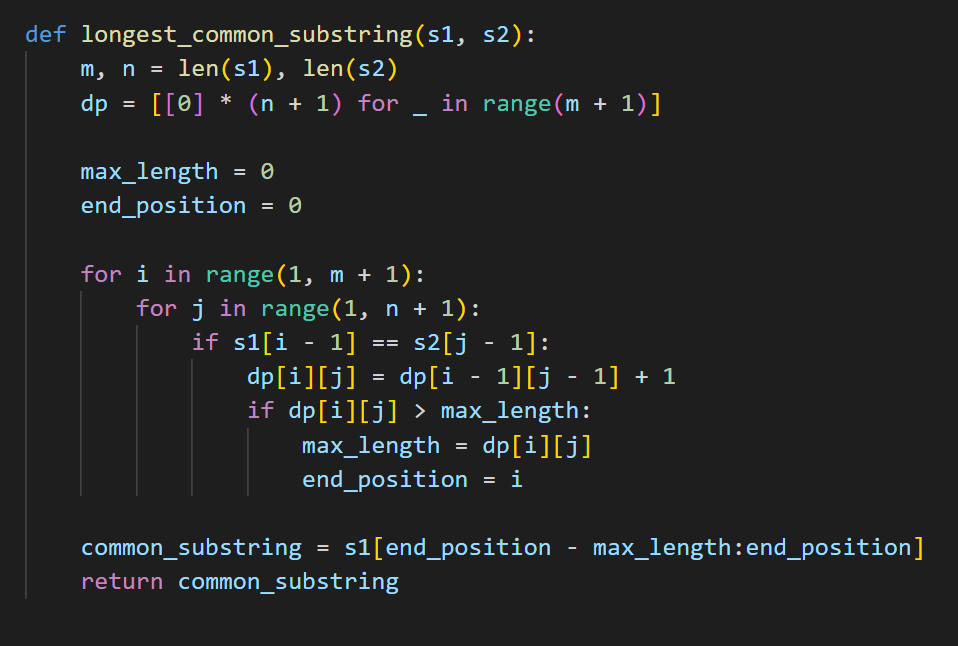 def longest_common_substring(s1, s2):
    m, n = len(s1), len(s2)
    dp = [[0] * (n + 1) for _ in range(m + 1)]
    max_length = 0
    end_position = 0
    for i in range(1, m + 1):
        for j in range(1, n + 1):
            if s1[i - 1] == s2[j - 1]:
                dp[i][j] = dp[i - 1][j - 1] + 1
                if dp[i][j] > max_length:
                    max_length = dp[i][j]
                    end_position = i
    common_substring = s1[end_position - max_length:end_position]
    return common_substring